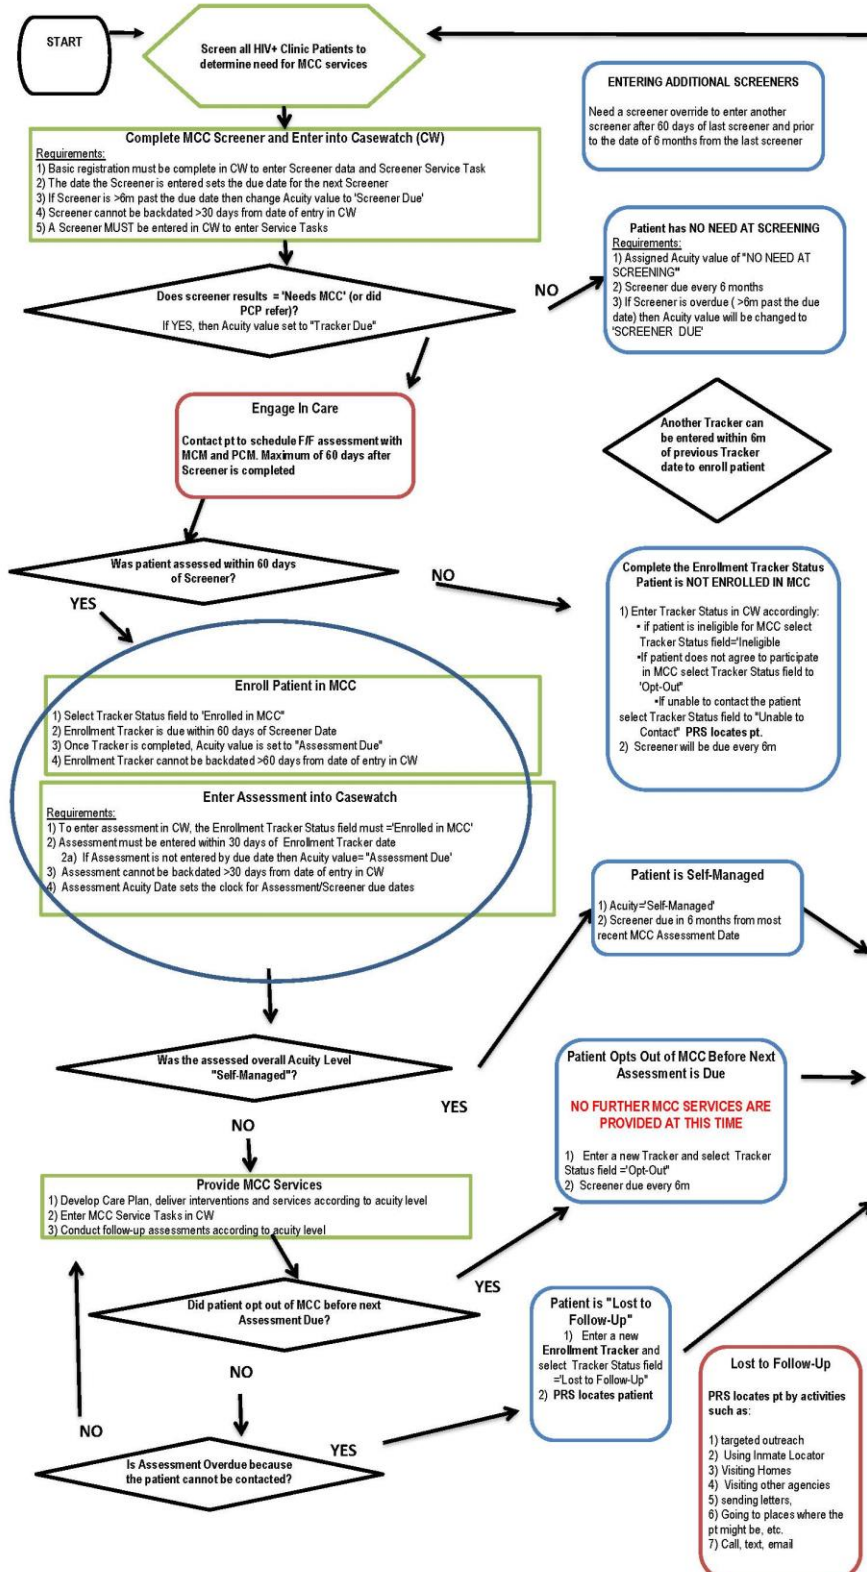 START
Screen all HIV+ Clinic Patients to
determine need for MCC services
ENTERING ADDITIONAL SCREENERS
Need a screener override to enter another
screener after 60 days of last screener and prior
to the date of 6 months from the last screener
Complete MCC Screener and Enter into Casewatch (CW)
Requirements:
1) Basic registration must be complete in CW to enter Screener data and Screener Service Task
2) The date the Screener is entered sets the due date for the next Screener
3) If Screener is >6m past the due date then change Acuity value to 'Screener Due'
4) Screener cannot be backdated >30 days from date of entry in CW
5) A Screener MUST be entered in CW to enter Service Tasks
Patient has NO NEED AT SCREENING
Requirements:
1) Assigned Acuity value of "NO NEED AT
SCREENING"
2) Screener due every 6 months
3) If Screener is overdue ( >6m past the due
date) then Acuity value will be changed to
'SCREENER DUE'
Does screener results = 'Needs MCC' (or did
PCP refer)?
If YES, then Acuity value set to "Tracker Due"
NO
Engage In Care
Contact pt to schedule F/F assessment with
MCM and PCM. Maximum of 60 days after
Screener is completed
Another Tracker can
be entered within 6m
of previous Tracker
date to enroll patient
Was patient assessed within 60 days
of Screener?
NO
YES
Complete the Enrollment Tracker Status
Patient is NOT ENROLLED IN MCC
1) Enter Tracker Status in CW accordingly:
• if patient is ineligible for MCC select
Tracker Status field='Ineligible
•If patient does not agree to participate
in MCC select Tracker Status field to
'Opt-Out"
•If unable to contact the patient
select Tracker Status field to "Unable to
Contact" PRS locates pt.
2) Screener will be due every 6m
Enroll Patient in MCC
1) Select Tracker Status field to 'Enrolled in MCC"
2) Enrollment Tracker is due within 60 days of Screener Date
3) Once Tracker is completed, Acuity value is set to "Assessment Due"
4) Enrollment Tracker cannot be backdated >60 days from date of entry in CW
Enter Assessment into Casewatch
Requirements:
1) To enter assessment in CW, the Enrollment Tracker Status field must ='Enrolled in MCC'
2) Assessment must be entered within 30 days of Enrollment Tracker date
2a) If Assessment is not entered by due date then Acuity value= "Assessment Due'
3) Assessment cannot be backdated >30 days from date of entry in CW
4) Assessment Acuity Date sets the clock for Assessment/Screener due dates
Patient is Self-Managed
1) Acuity='Self-Managed'
2) Screener due in 6 months from most
recent MCC Assessment Date
Was the assessed overall Acuity Level
"Self-Managed"?
YES
NO
Patient Opts Out of MCC Before Next
Assessment is Due
NO FURTHER MCC SERVICES ARE
PROVIDED AT THIS TIME
1) Enter a new Tracker and select Tracker
Status field ='Opt-Out"
2) Screener due every 6m
Provide MCC Services
1) Develop Care Plan, deliver interventions and services according to acuity level
2) Enter MCC Service Tasks in CW
3) Conduct follow-up assessments according to acuity level
Did patient opt out of MCC before next
Assessment Due?
YES
NO
Patient is "Lost to
Follow-Up"
1) Enter a new
Enrollment Tracker and
select Tracker Status field
='Lost to Follow-Up"
2) PRS locates patient
NO
Is Assessment Overdue because
the patient cannot be contacted?
YES
Lost to Follow-Up
PRS locates pt by activities
such as:
1) targeted outreach
2) Using Inmate Locator
3) Visiting Homes
4) Visiting other agencies
5) sending letters,
6) Going to places where the
pt might be, etc.
7) Call, text, email